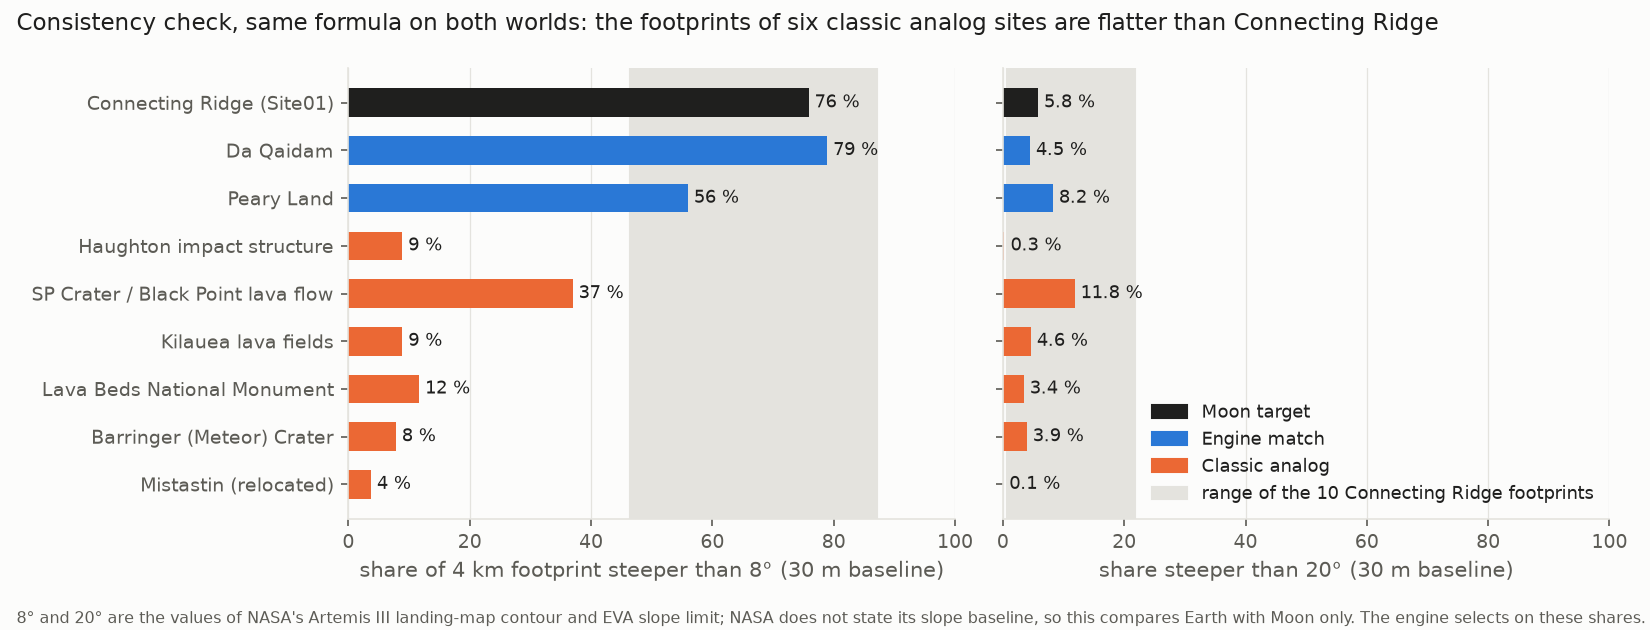 Consistency check, same formula on both worlds: the footprints of six classic analog sites are flatter than Connecting Ridge
Connecting Ridge (Site01) 76 % 5.8 %
Da Qaidam 79 % 4.5 %
Peary Land 56 % 8.2 %
Haughton impact structure 9 % 0.3 %
SP Crater / Black Point lava flow 37 % 11.8 %
Kilauea lava fields 9 % 4.6 %
Lava Beds National Monument 12 % 3.4 %
Barringer (Meteor) Crater 8 % 3.9 %
Mistastin (relocated) 4 % 0.1 %
Moon target
Engine match
Classic analog
range of the 10 Connecting Ridge footprints
0 20 40 60 80 100 0 20 40 60 80 100
share of 4 km footprint steeper than 8° (30 m baseline) share steeper than 20° (30 m baseline)
8° and 20° are the values of NASA's Artemis III landing-map contour and EVA slope limit; NASA does not state its slope baseline, so this compares Earth with Moon only. The engine selects on these shares.